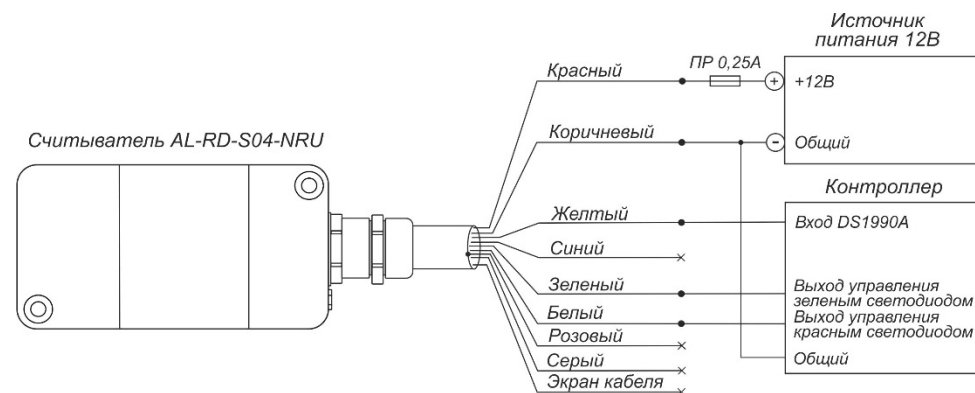 Источник
питания 12В
Красный
ПР 0,25А
+
+12В
Считыватель AL-RD-S04-NRU
Коричневый
-
Общий
Контроллер
Желтый
Вход DS1990A
Синий
Зеленый
Выход управления
зеленым светодиодом
Белый
Выход управления
красным светодиодом
Розовый
Серый
Общий
Экран кабеля